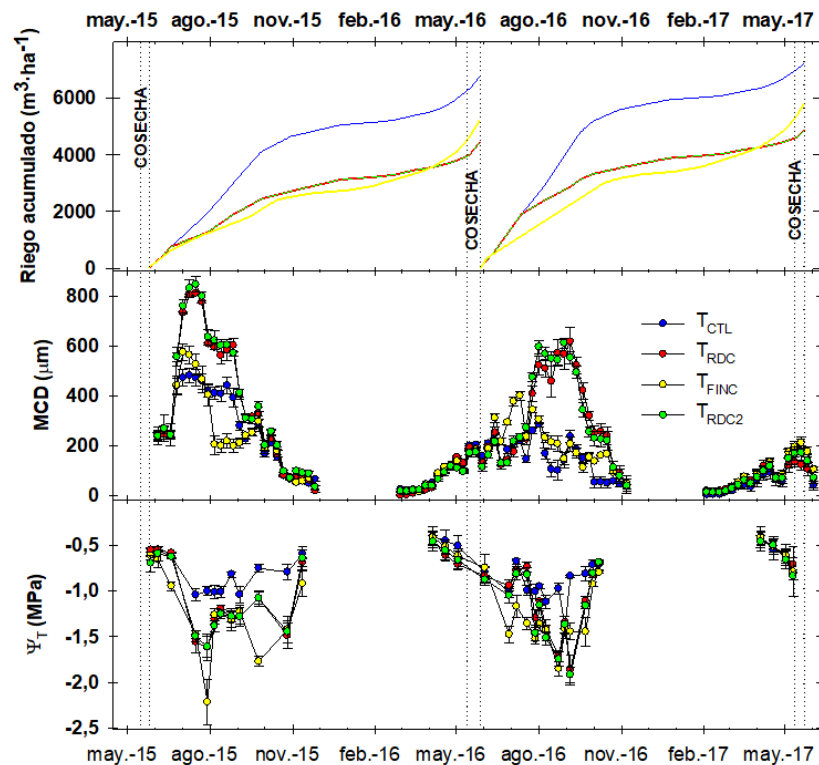 may.-15 ago.-15 nov.-15 feb.-16 may.-16 ago.-16 nov.-16 feb.-17 may.-17
Riego acumulado (m³·ha⁻¹)
6000
4000
2000
0
COSECHA
COSECHA
COSECHA
MCD (µm)
800
600
400
200
0
T_CTL
T_RDC
T_FINC
T_RDC2
Ψ_T (MPa)
-0,5
-1,0
-1,5
-2,0
-2,5
may.-15 ago.-15 nov.-15 feb.-16 may.-16 ago.-16 nov.-16 feb.-17 may.-17